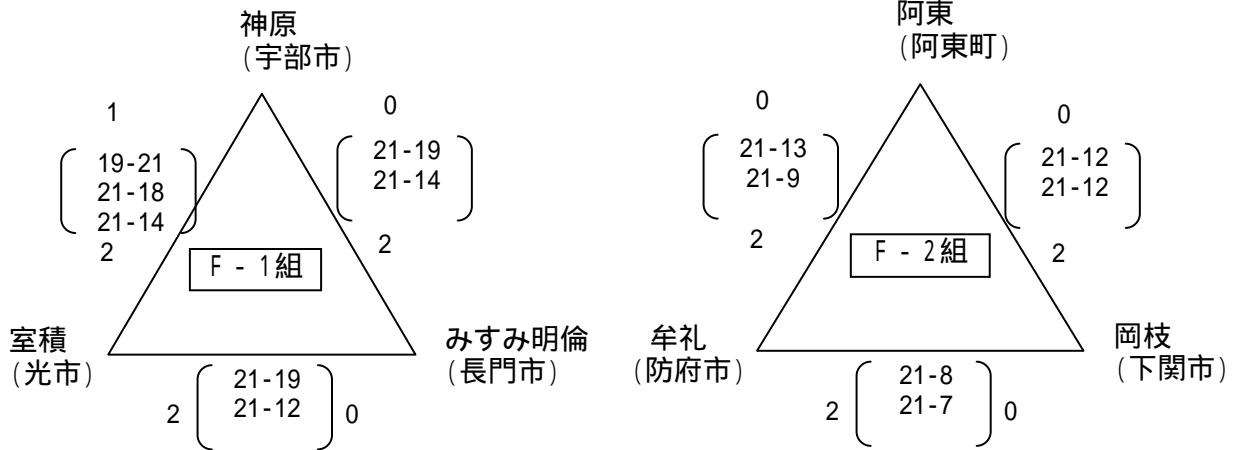 神原
(宇部市)
1
0
19-21
21-18
21-14
21-19
21-14
2
2
F - 1組
室積
(光市)
みすみ明倫
(長門市)
2
21-19
21-12
0
阿東
(阿東町)
0
0
21-13
21-9
21-12
21-12
2
2
F - 2組
牟礼
(防府市)
岡枝
(下関市)
2
21-8
21-7
0